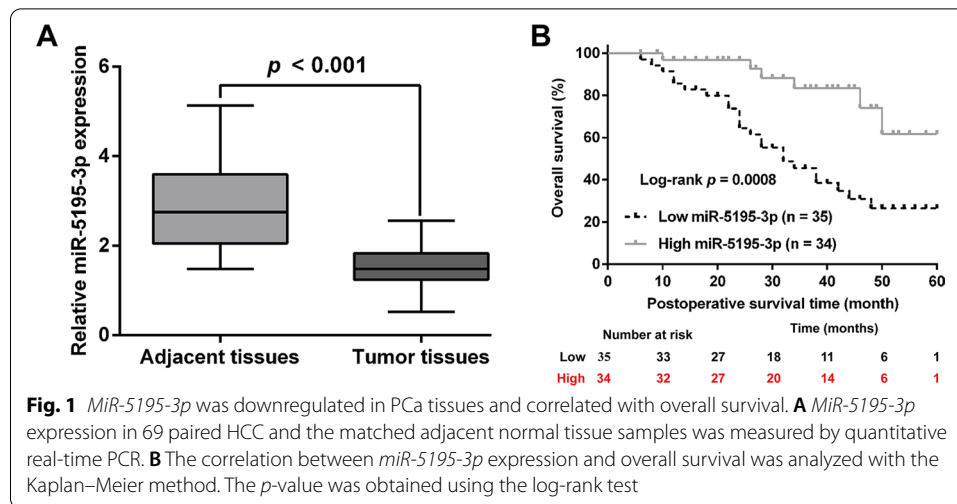 A
Relative miR-5195-3p expression
6
4
2
0
p < 0.001
Adjacent tissues
Tumor tissues
B
Overall survival (%)
100
80
60
40
20
0
Log-rank p = 0.0008
Low miR-5195-3p (n = 35)
High miR-5195-3p (n = 34)
0 10 20 30 40 50 60
Postoperative survival time (month)
Number at risk
Time (months)
Low 35 33 27 18 11 6 1
High 34 32 27 20 14 6 1
Fig. 1 MiR-5195-3p was downregulated in PCa tissues and correlated with overall survival. A MiR-5195-3p
expression in 69 paired HCC and the matched adjacent normal tissue samples was measured by quantitative
real-time PCR. B The correlation between miR-5195-3p expression and overall survival was analyzed with the
Kaplan–Meier method. The p-value was obtained using the log-rank test